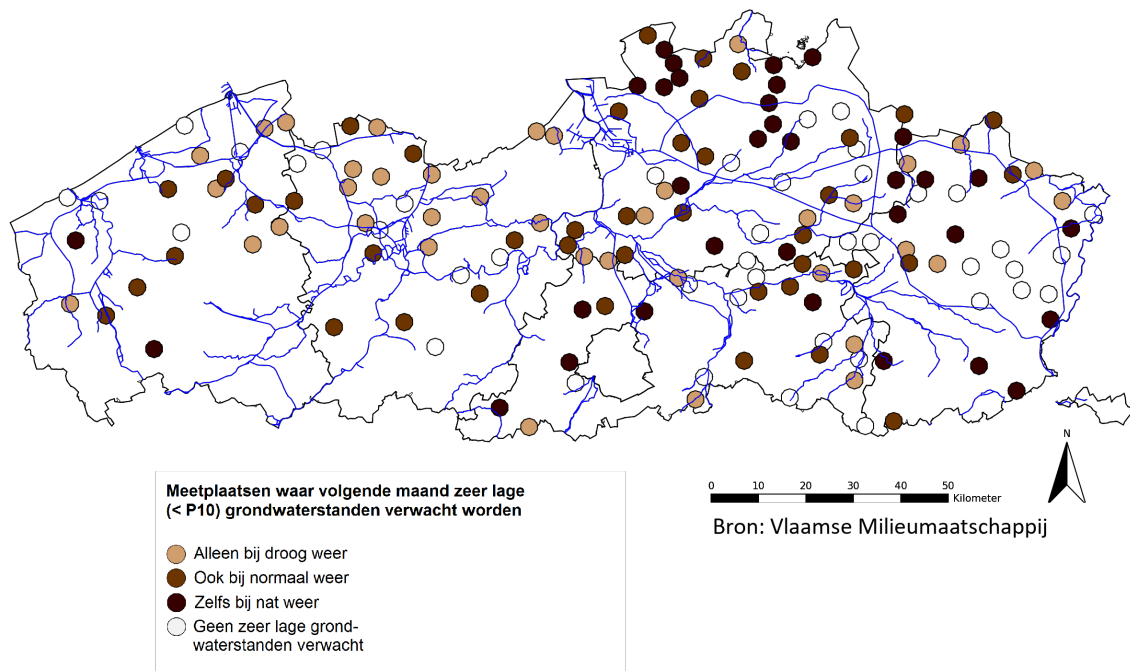 N
0 10 20 30 40 50 Kilometer
Bron: Vlaamse Milieumaatschappij
Meetplaatsen waar volgende maand zeer lage
(< P10) grondwaterstanden verwacht worden
Alleen bij droog weer
Ook bij normaal weer
Zelfs bij nat weer
Geen zeer lage grond-
waterstanden verwacht